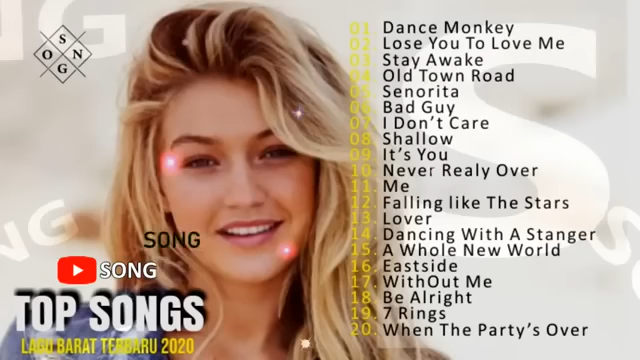 S
O N
G
01 Dance Monkey
02 Lose You To Love Me
03 Stay Awake
04 Old Town Road
05 Senorita
06 Bad Guy
07 I Don't Care
08 Shallow
09 It's You
10. Never Realy Over
11. Me
12. Falling like The Stars
13. Lover
14. Dancing With A Stanger
15. A Whole New World
16. Eastside
17. WithOut Me
18. Be Alright
19. 7 Rings
20. When The Party's Over
SONG
SONG
TOP SONGS
LAGU BARAT TERBARU 2020